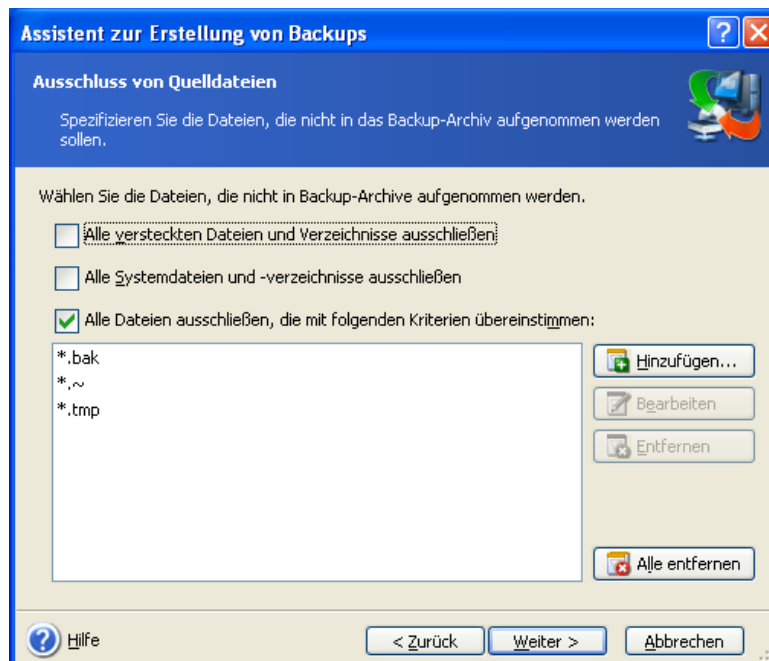 Assistent zur Erstellung von Backups
Ausschluss von Quelldateien
Spezifizieren Sie die Dateien, die nicht in das Backup-Archiv aufgenommen werden
sollen.
Wählen Sie die Dateien, die nicht in Backup-Archive aufgenommen werden.
Alle versteckten Dateien und Verzeichnisse ausschließen
Alle Systemdateien und -verzeichnisse ausschließen
Alle Dateien ausschließen, die mit folgenden Kriterien übereinstimmen:
*.bak
*.~
*.tmp
Hinzufügen...
Bearbeiten
Entfernen
Alle entfernen
Hilfe
< Zurück
Weiter >
Abbrechen